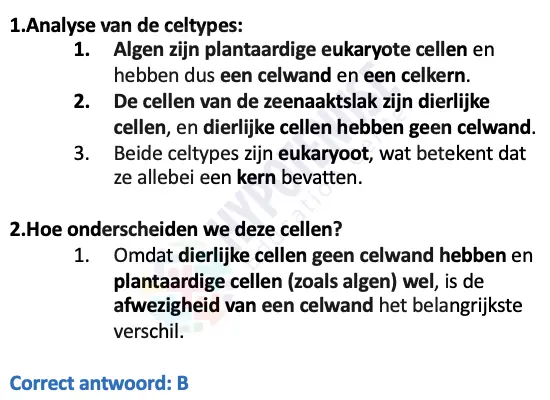 1.Analyse van de celtypes:
1. Algen zijn plantaardige eukaryote cellen en
hebben dus een celwand en een celkern.
2. De cellen van de zeenaaktslak zijn dierlijke
cellen, en dierlijke cellen hebben geen celwand.
3. Beide celtypes zijn eukaryoot, wat betekent dat
ze allebei een kern bevatten.
2.Hoe onderscheiden we deze cellen?
1. Omdat dierlijke cellen geen celwand hebben en
plantaardige cellen (zoals algen) wel, is de
afwezigheid van een celwand het belangrijkste
verschil.
Correct antwoord: B